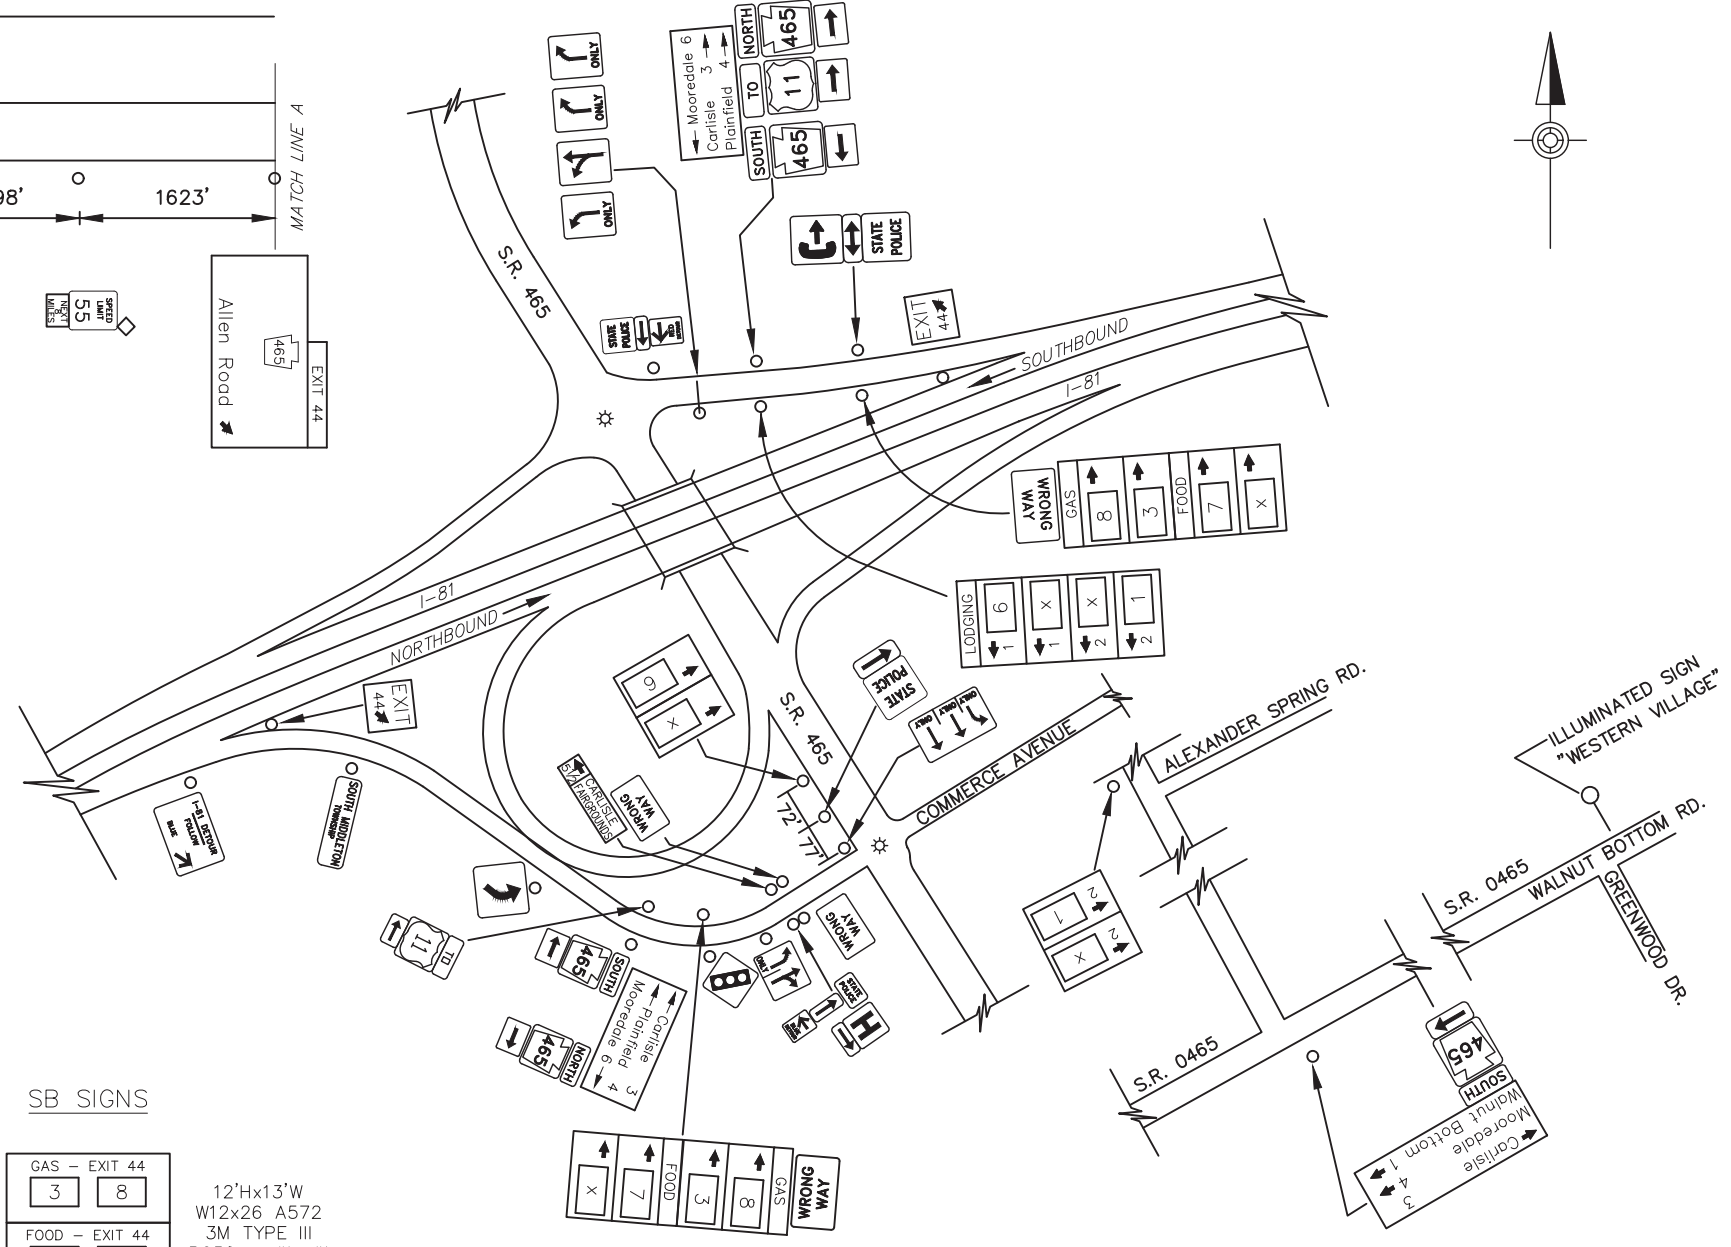 98'
1623'
MATCH LINE A
SPEED
LIMIT
55
NEXT
8
MILES
EXIT 44
465
Allen Road
ONLY
ONLY
ONLY
← Mooredale 6
Carlisle 3 →
Plainfield 4 →
NORTH
465
TO
11
SOUTH
465
STATE
POLICE
S.R. 465
STATE
POLICE
RED
EXIT
44
SOUTHBOUND
I-81
WRONG
WAY
GAS
8
3
FOOD
7
x
LODGING
6
1
x
1
x
2
1
2
I-81
NORTHBOUND
EXIT
44
6
x
S.R. 465
STATE
POLICE
ONLY
ONLY
ONLY
72'
77'
CARLISLE
FAIRGROUNDS
5 1/2
WRONG
WAY
COMMERCE AVENUE
ALEXANDER SPRING RD.
ILLUMINATED SIGN
"WESTERN VILLAGE"
I-81 DETOUR
FOLLOW
BLUE
SOUTH MIDDLETON
TOWNSHIP
TO
11
SOUTH
465
NORTH
465
← Carlisle 3
← Plainfield 4
Mooredale 6 →
ONLY
WRONG
WAY
STATE
POLICE
H
1
2
x
2
S.R. 0465
WALNUT BOTTOM RD.
GREENWOOD DR.
S.R. 0465
SOUTH
465
Carlisle 3
Mooredale 4
Walnut Bottom 1
x
7
FOOD
3
8
GAS
WRONG
WAY
SB SIGNS
GAS - EXIT 44
3 8
FOOD - EXIT 44
12'Hx13'W
W12x26 A572
3M TYPE III